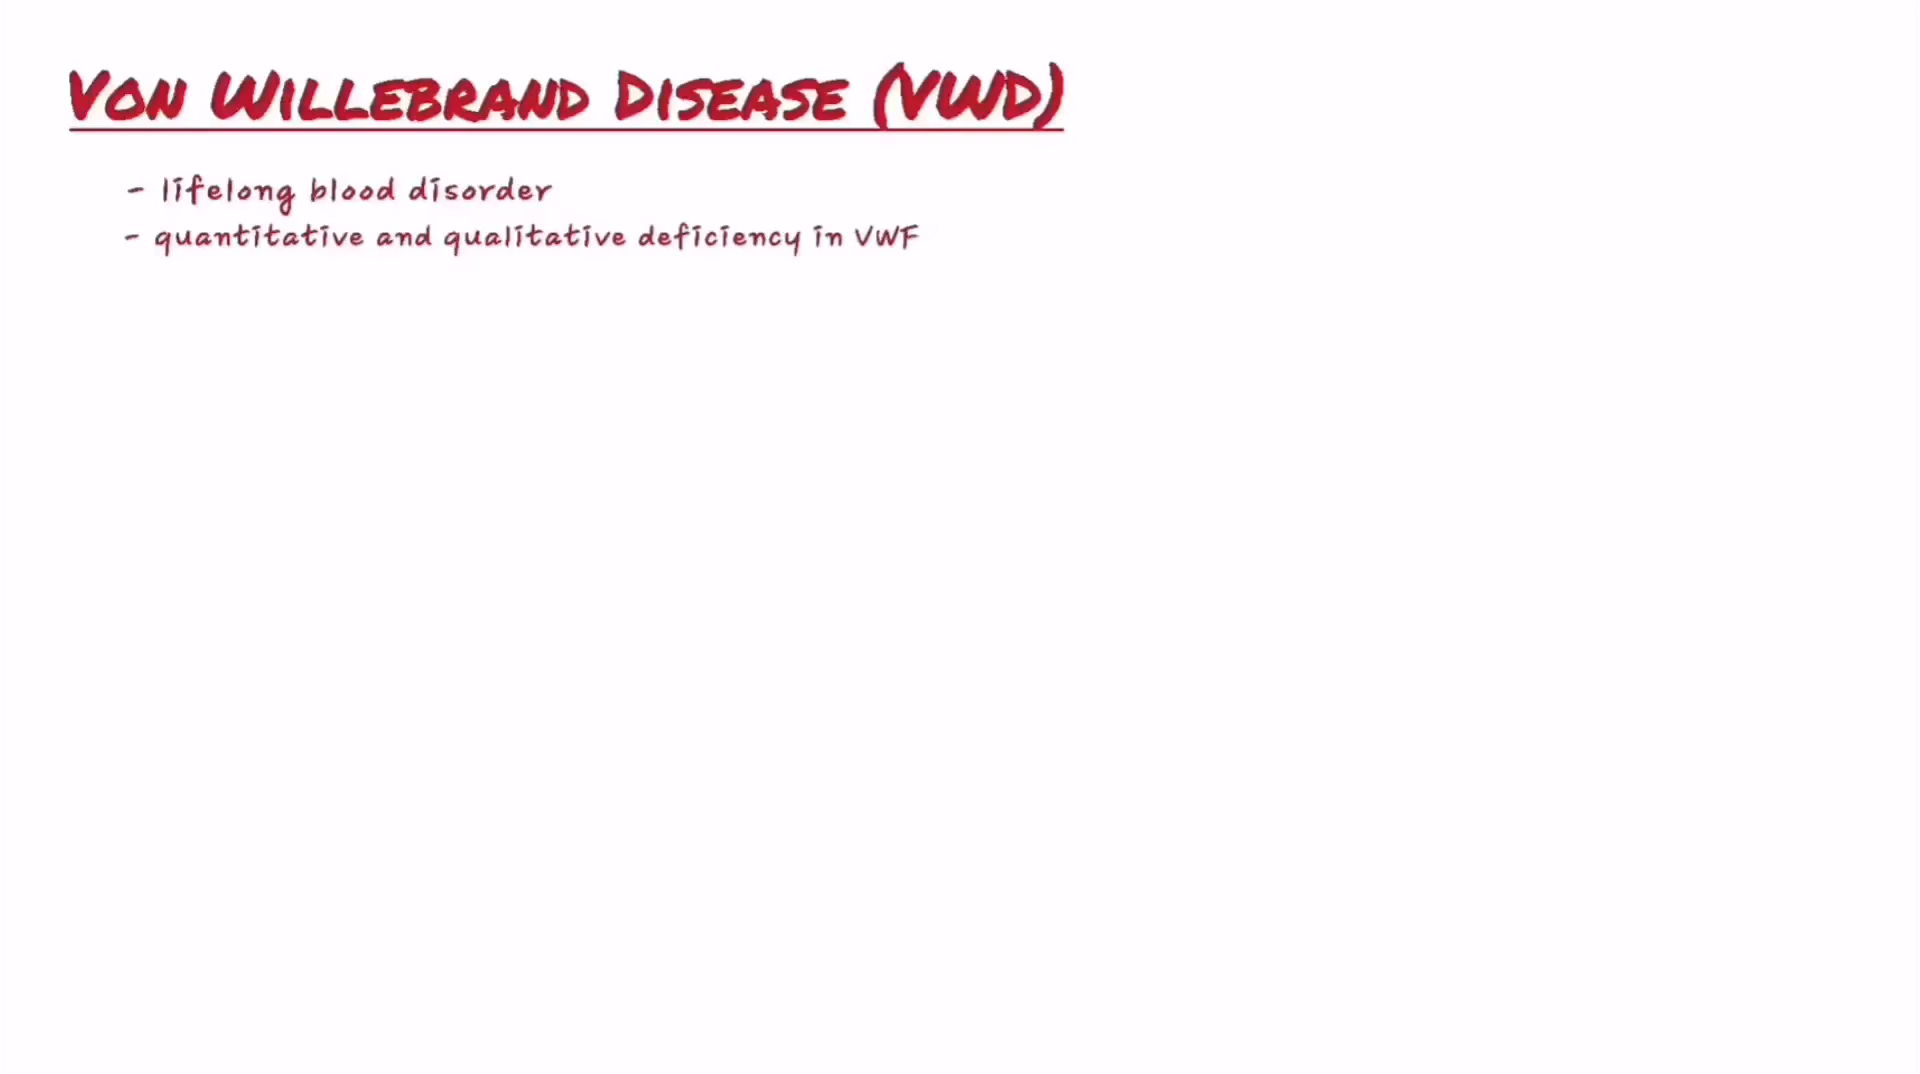 Von Willebrand Disease (VWD)
- lifelong blood disorder
- quantitative and qualitative deficiency in VWF